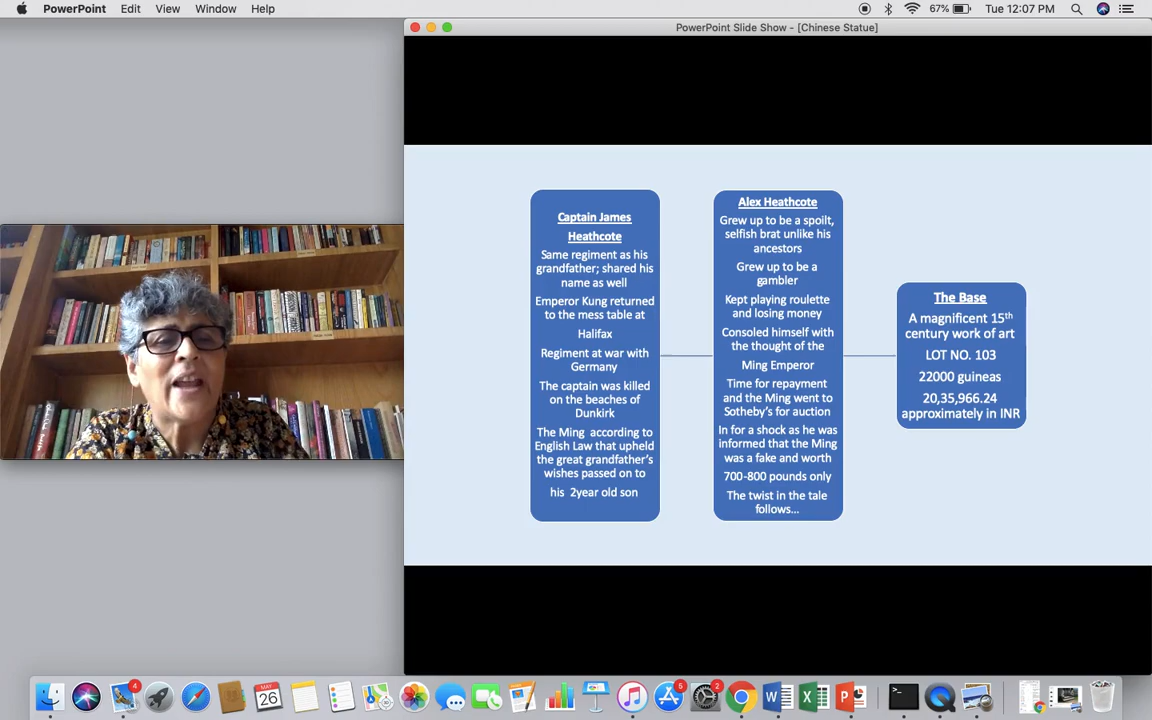 PowerPoint Edit View Window Help
67% Tue 12:07 PM
PowerPoint Slide Show - [Chinese Statue]
Captain James
Heathcote
Same regiment as his
grandfather; shared his
name as well
Emperor Kung returned
to the mess table at
Halifax
Regiment at war with
Germany
The captain was killed
on the beaches of
Dunkirk
The Ming according to
English Law that upheld
the great grandfather's
wishes passed on to
his 2year old son
Alex Heathcote
Grew up to be a spoilt,
selfish brat unlike his
ancestors
Grew up to be a
gambler
Kept playing roulette
and losing money
Consoled himself with
the thought of the
Ming Emperor
Time for repayment
and the Ming went to
Sotheby's for auction
In for a shock as he was
informed that the Ming
was a fake and worth
700-800 pounds only
The twist in the tale
follows...
The Base
A magnificent 15th
century work of art
LOT NO. 103
22000 guineas
20,35,966.24
approximately in INR
4
MAY
26
5
2